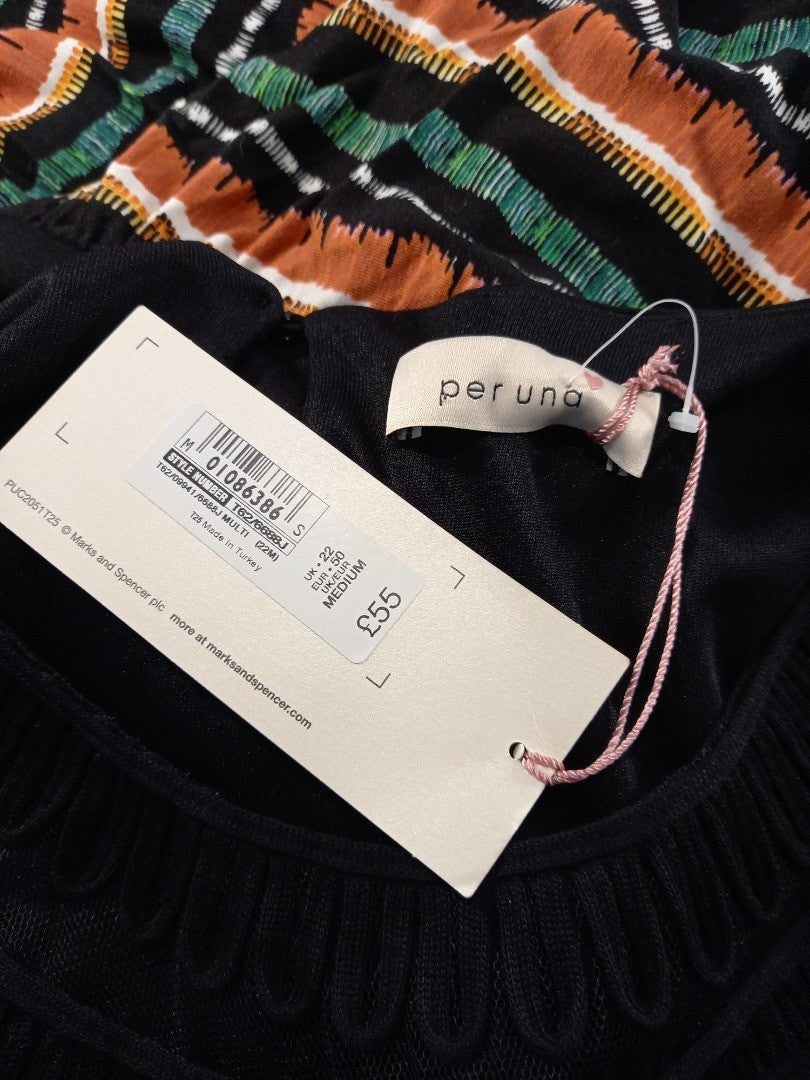 per una
M 01086386 S
STYLE NUMBER T62/6688J
T62/09941/6688J MULTI (22M)
T25 Made in Turkey
UK • 22
EUR • 50
UK/EUR
MEDIUM
£55
PUC2051T25 © Marks and Spencer plc more at marksandspencer.com